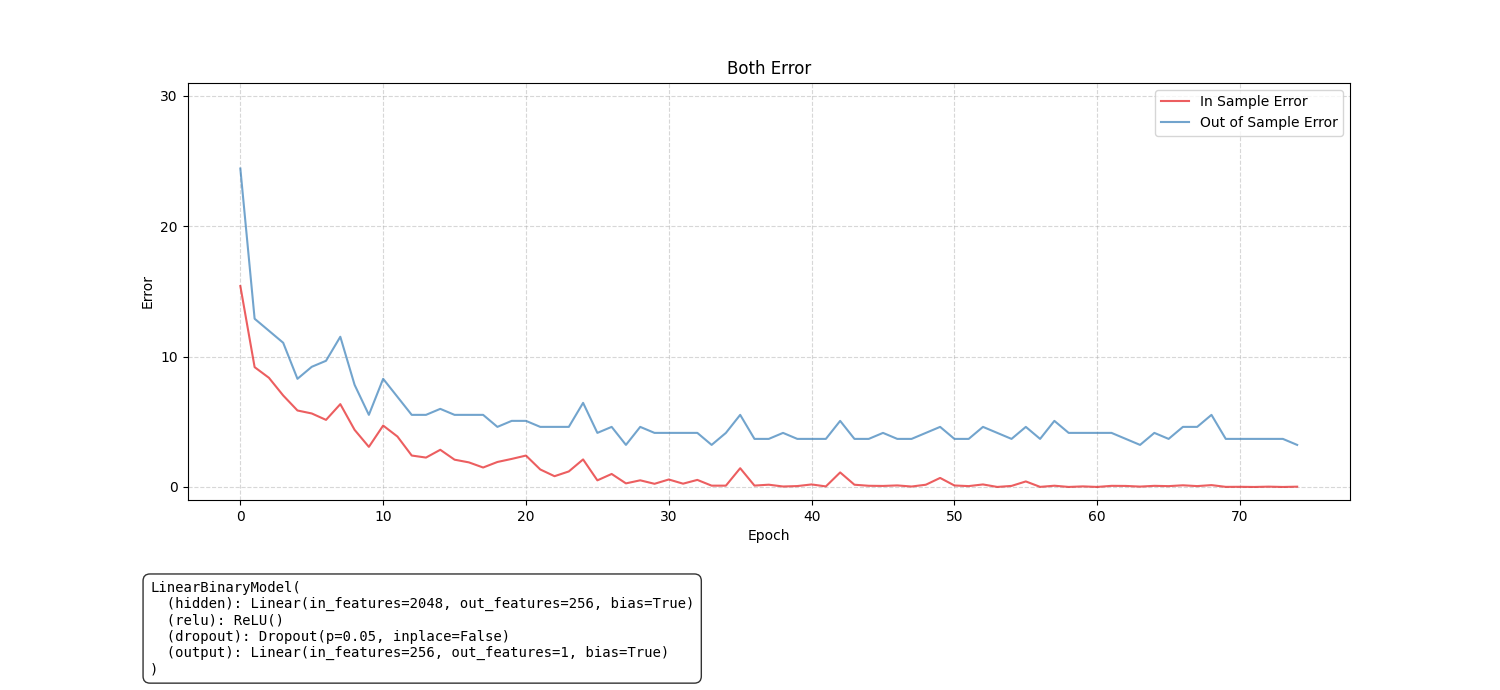 Both Error
30
20
10
0
Error
In Sample Error
Out of Sample Error
0 10 20 30 40 50 60 70
Epoch
LinearBinaryModel(
  (hidden): Linear(in_features=2048, out_features=256, bias=True)
  (relu): ReLU()
  (dropout): Dropout(p=0.05, inplace=False)
  (output): Linear(in_features=256, out_features=1, bias=True)
)